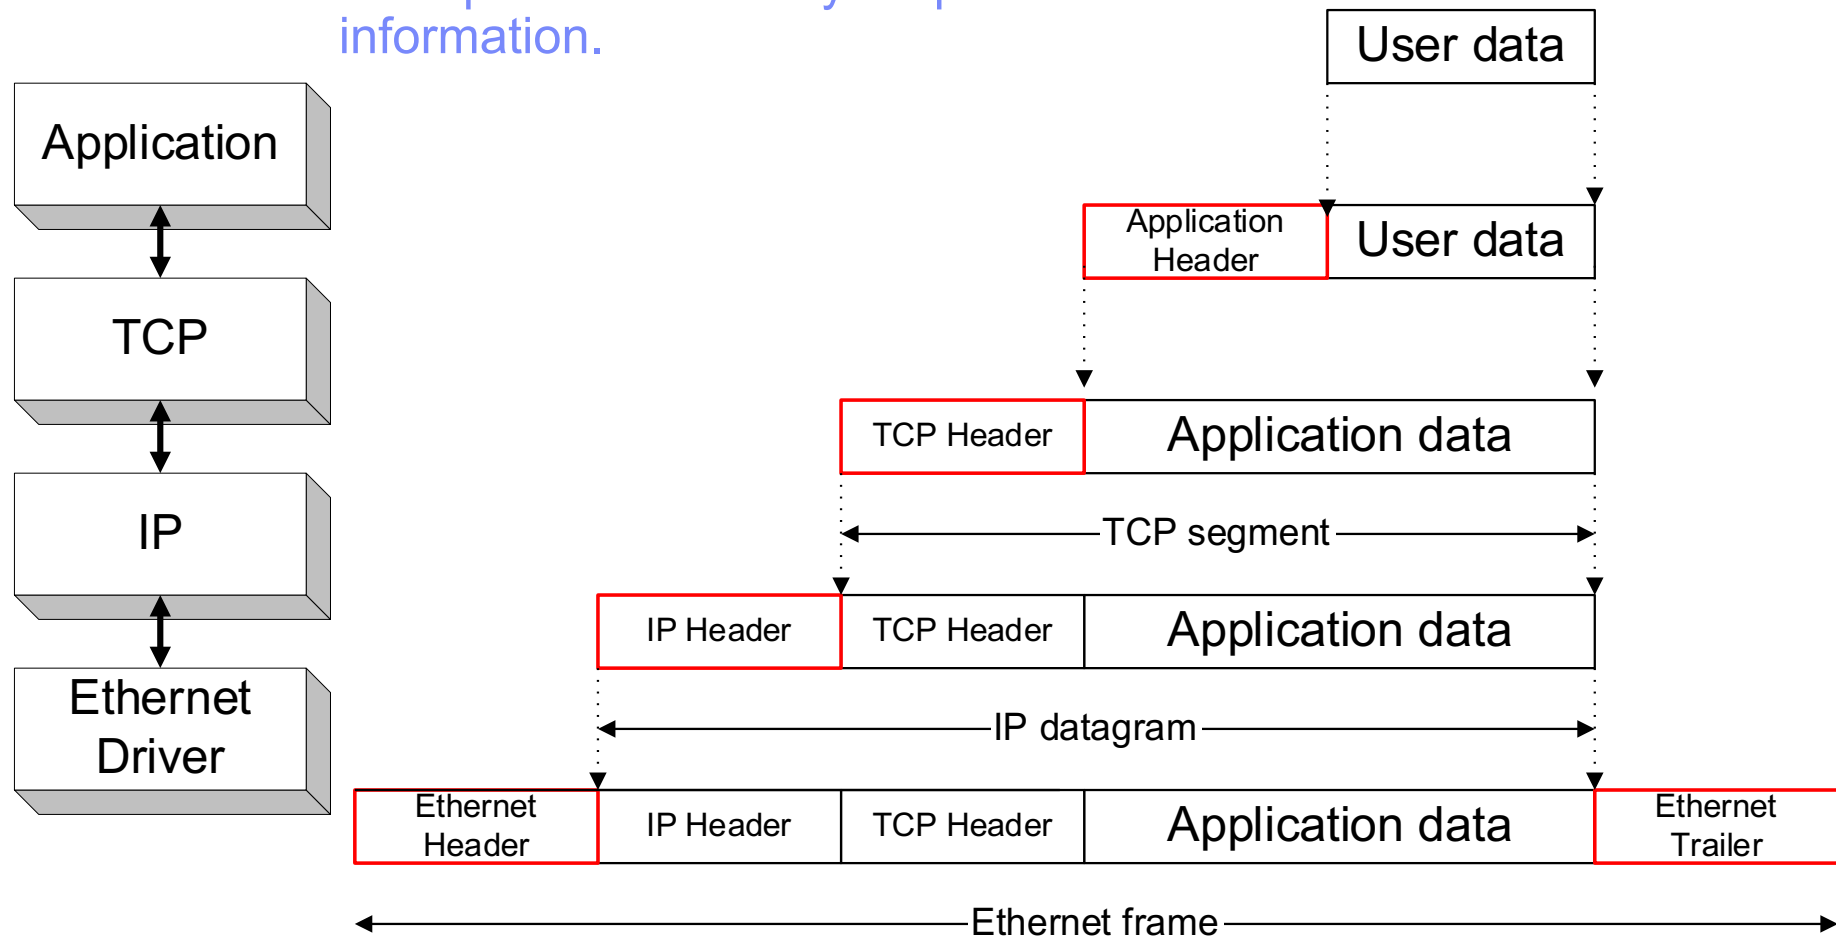 information.
User data
Application
Application
Header
User data
TCP
TCP Header
Application data
TCP segment
IP
IP Header
TCP Header
Application data
IP datagram
Ethernet
Driver
Ethernet
Header
IP Header
TCP Header
Application data
Ethernet
Trailer
Ethernet frame